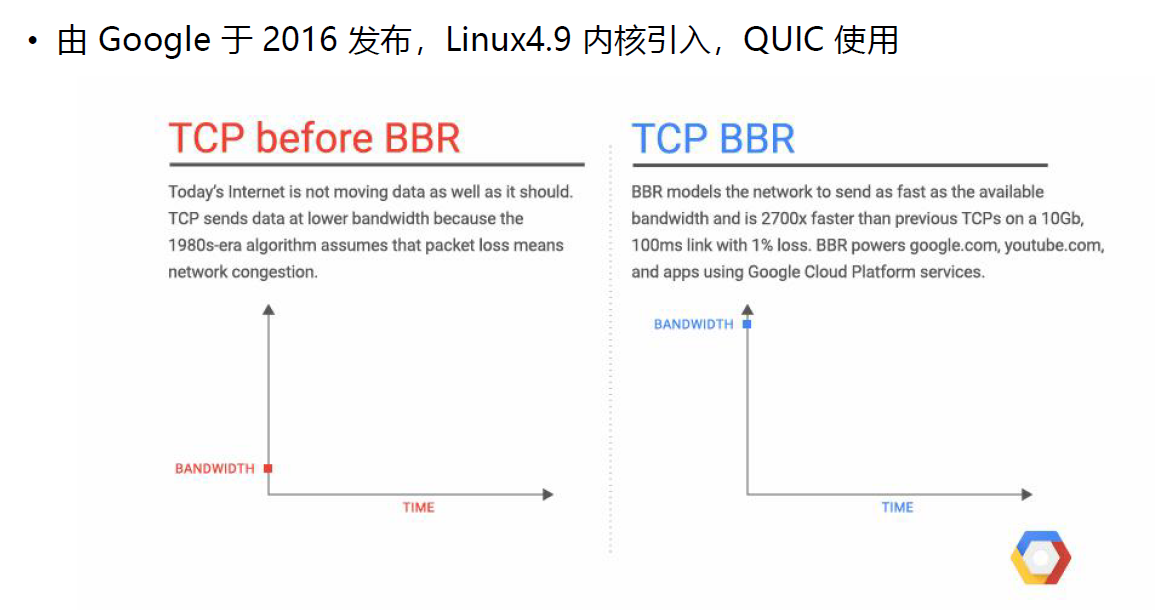 • 由 Google 于 2016 发布，Linux4.9 内核引入，QUIC 使用
TCP before BBR
Today's Internet is not moving data as well as it should.
TCP sends data at lower bandwidth because the
1980s-era algorithm assumes that packet loss means
network congestion.
BANDWIDTH
TIME
TCP BBR
BBR models the network to send as fast as the available
bandwidth and is 2700x faster than previous TCPs on a 10Gb,
100ms link with 1% loss. BBR powers google.com, youtube.com,
and apps using Google Cloud Platform services.
BANDWIDTH
TIME